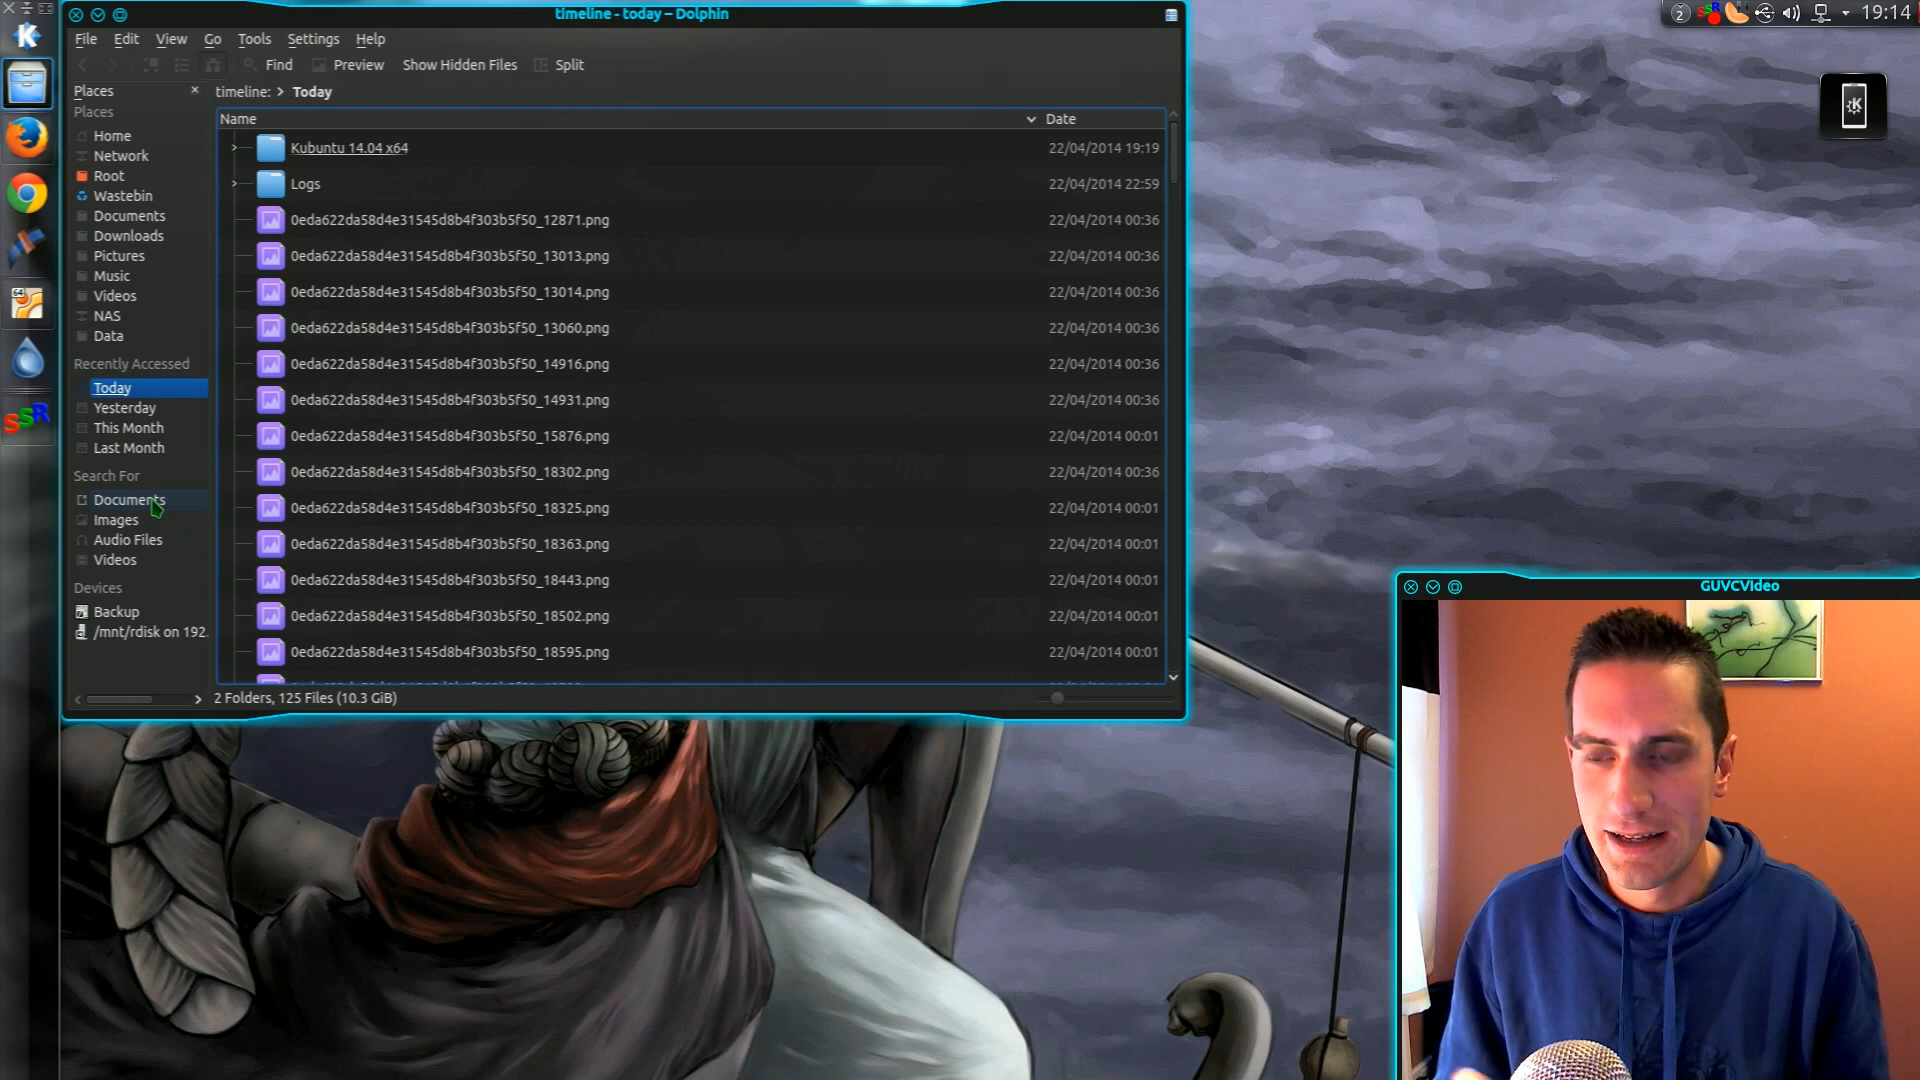 timeline - today – Dolphin
2
19:14
File Edit View Go Tools Settings Help
Find Preview Show Hidden Files Split
Places
timeline: > Today
Places
Home
Network
Root
Wastebin
Documents
Downloads
Pictures
Music
Videos
NAS
Data
Recently Accessed
Today
Yesterday
This Month
Last Month
Search For
Documents
Images
Audio Files
Videos
Devices
Backup
/mnt/rdisk on 192.
Name Date
Kubuntu 14.04 x64 22/04/2014 19:19
Logs 22/04/2014 22:59
0eda622da58d4e31545d8b4f303b5f50_12871.png 22/04/2014 00:36
0eda622da58d4e31545d8b4f303b5f50_13013.png 22/04/2014 00:36
0eda622da58d4e31545d8b4f303b5f50_13014.png 22/04/2014 00:36
0eda622da58d4e31545d8b4f303b5f50_13060.png 22/04/2014 00:36
0eda622da58d4e31545d8b4f303b5f50_14916.png 22/04/2014 00:36
0eda622da58d4e31545d8b4f303b5f50_14931.png 22/04/2014 00:36
0eda622da58d4e31545d8b4f303b5f50_15876.png 22/04/2014 00:01
0eda622da58d4e31545d8b4f303b5f50_18302.png 22/04/2014 00:36
0eda622da58d4e31545d8b4f303b5f50_18325.png 22/04/2014 00:01
0eda622da58d4e31545d8b4f303b5f50_18363.png 22/04/2014 00:01
0eda622da58d4e31545d8b4f303b5f50_18443.png 22/04/2014 00:01
0eda622da58d4e31545d8b4f303b5f50_18502.png 22/04/2014 00:01
0eda622da58d4e31545d8b4f303b5f50_18595.png 22/04/2014 00:01
2 Folders, 125 Files (10.3 GiB)
K
64
SSR
SSR
K
GUVCVideo